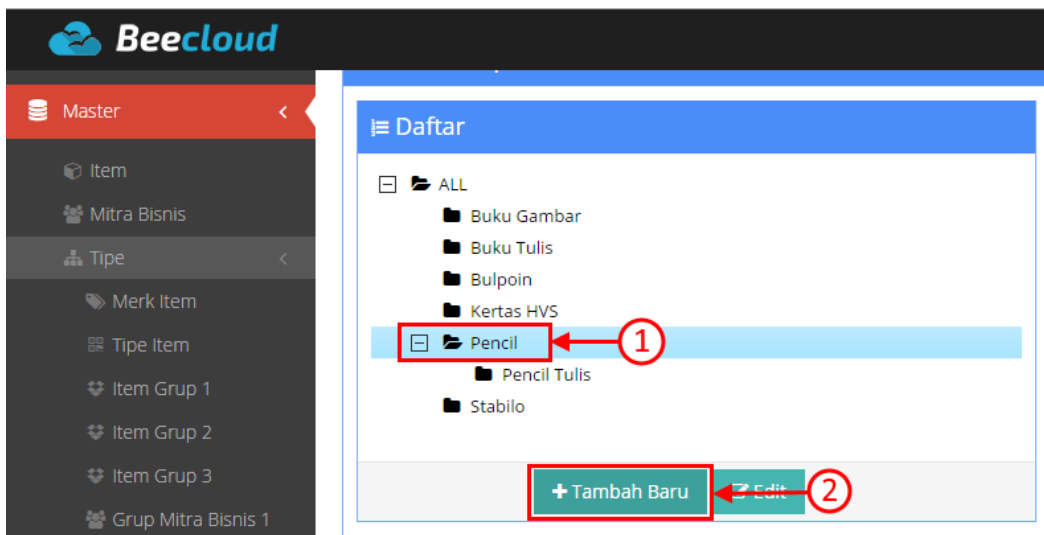 Beecloud
Master
Item
Mitra Bisnis
Tipe
Merk Item
Tipe Item
Item Grup 1
Item Grup 2
Item Grup 3
Grup Mitra Bisnis 1
Daftar
ALL
Buku Gambar
Buku Tulis
Bulpoin
Kertas HVS
Pencil
1
Pencil Tulis
Stabilo
+ Tambah Baru
Edit
2